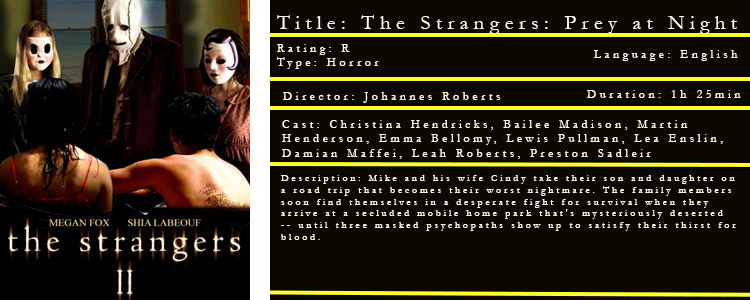 MEGAN FOX SHIA LABEOUF
the strangers
II
Title: The Strangers: Prey at Night
Rating: R
Type: Horror
Language: English
Director: Johannes Roberts
Duration: 1h 25min
Cast: Christina Hendricks, Bailee Madison, Martin
Henderson, Emma Bellomy, Lewis Pullman, Lea Enslin,
Damian Maffei, Leah Roberts, Preston Sadleir
Description: Mike and his wife Cindy take their son and daughter on
a road trip that becomes their worst nightmare. The family members
soon find themselves in a desperate fight for survival when they
arrive at a secluded mobile home park that's mysteriously deserted
-- until three masked psychopaths show up to satisfy their thirst for
blood.